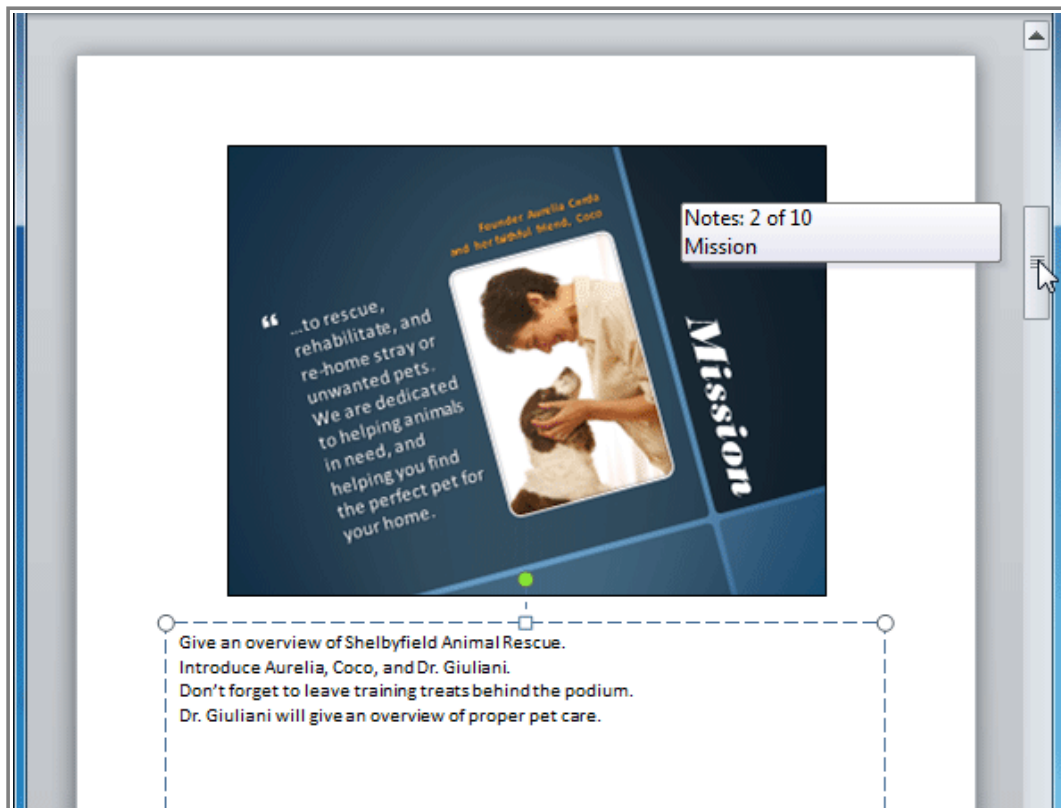 Founder Aurelia Cerda
and her faithful friend, Coco
“ ...to rescue,
rehabilitate, and
re-home stray or
unwanted pets.
We are dedicated
to helping animals
in need, and
helping you find
the perfect pet for
your home.
Mission
Notes: 2 of 10
Mission
Give an overview of Shelbyfield Animal Rescue.
Introduce Aurelia, Coco, and Dr. Giuliani.
Don’t forget to leave training treats behind the podium.
Dr. Giuliani will give an overview of proper pet care.